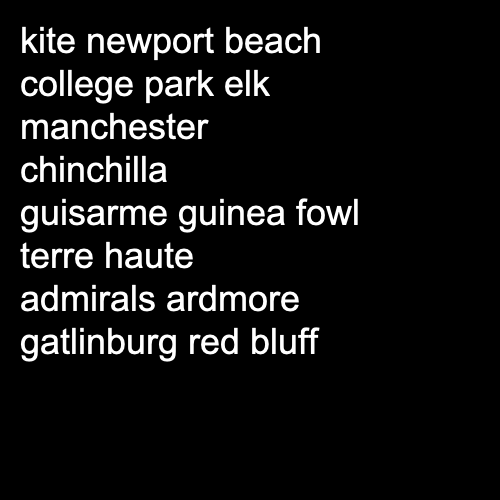 kite newport beach
college park elk
manchester
chinchilla
guisarme guinea fowl
terre haute
admirals ardmore
gatlinburg red bluff